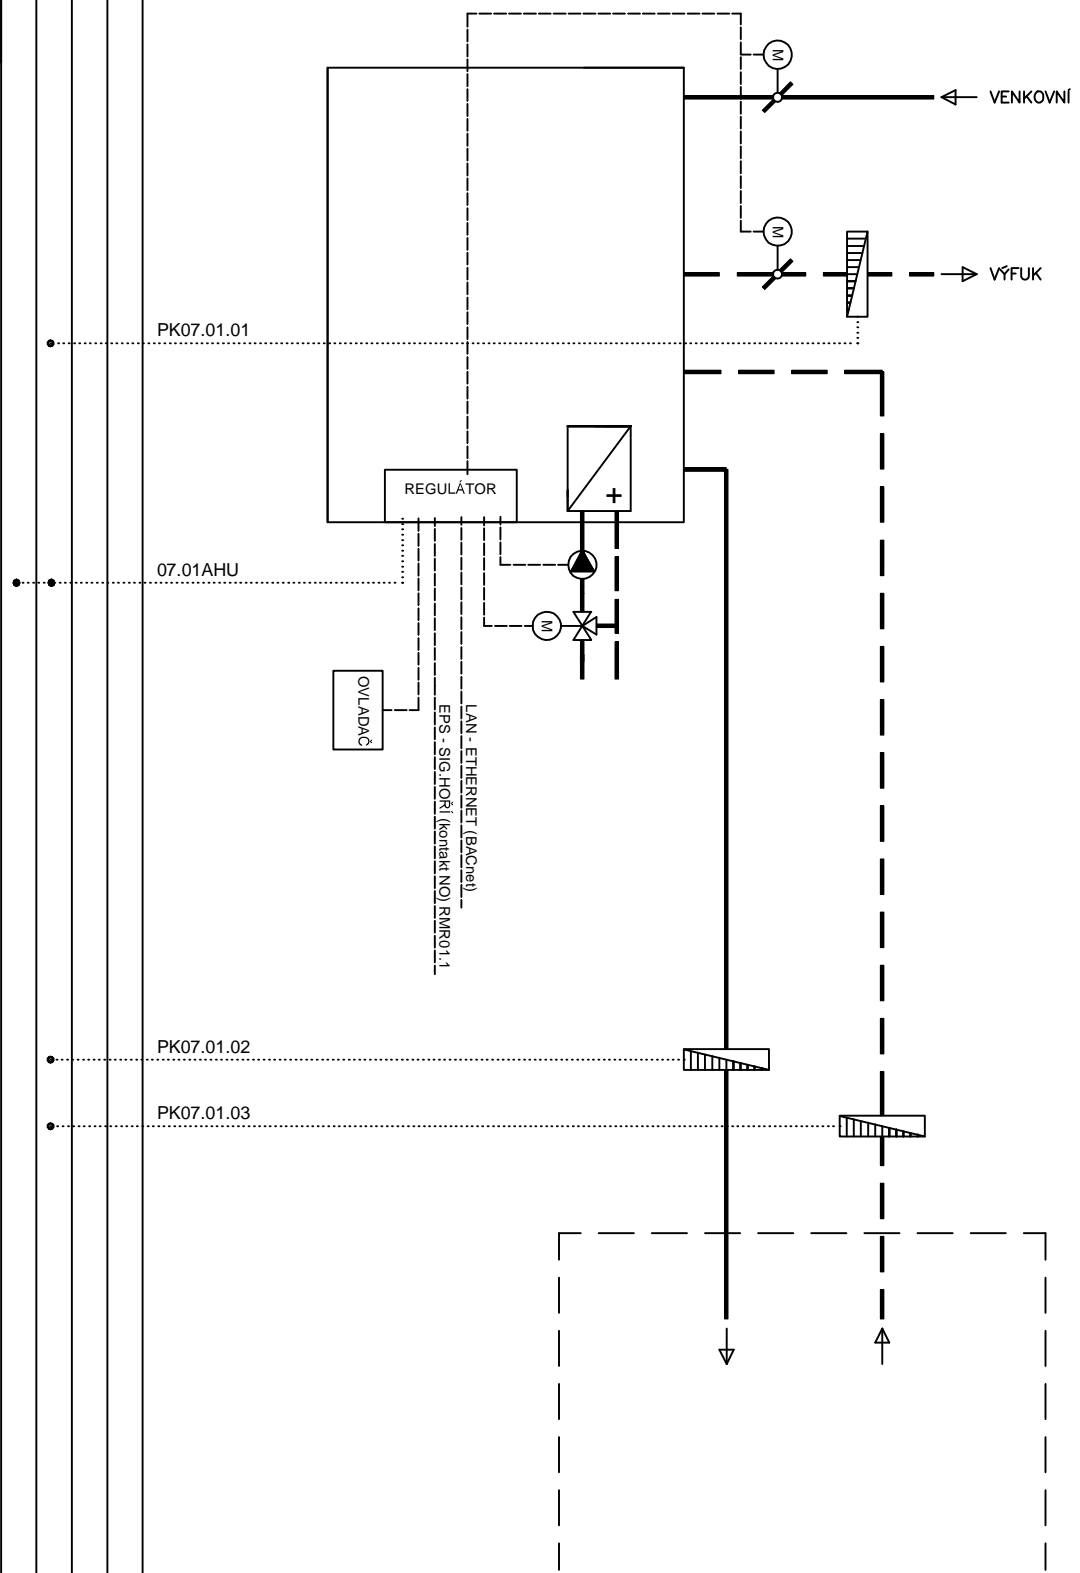 M
VENKOVNÍ
M
VÝFUK
PK07.01.01
REGULÁTOR
+
07.01AHU
M
OVLADAČ
LAN - ETHERNET (BACnet)
EPS - SIG.HOŘÍ (kontakt NO) RMR01.1
PK07.01.02
PK07.01.03